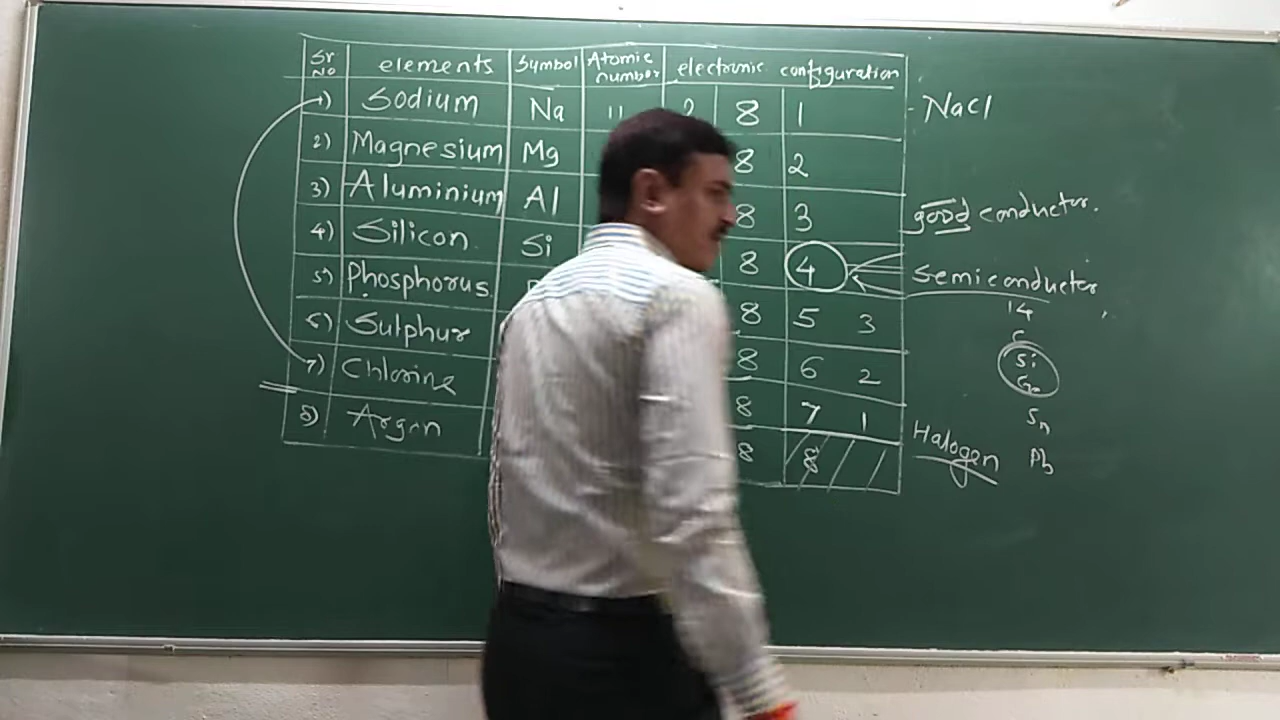 Sr No elements Symbol Atomic number electronic configuration
1) Sodium Na 11 2 8 1 - NaCl
2) Magnesium Mg 8 2
3) Aluminium Al 8 3 good conductor.
4) Silicon Si 8 4 Semiconductor
5) Phosphorus. 8 5 3 14
6) Sulphur 8 6 2 C Si Ge
7) Chlorine 8 7 1 Sn
8) Argon 8 8 Halogen Pb